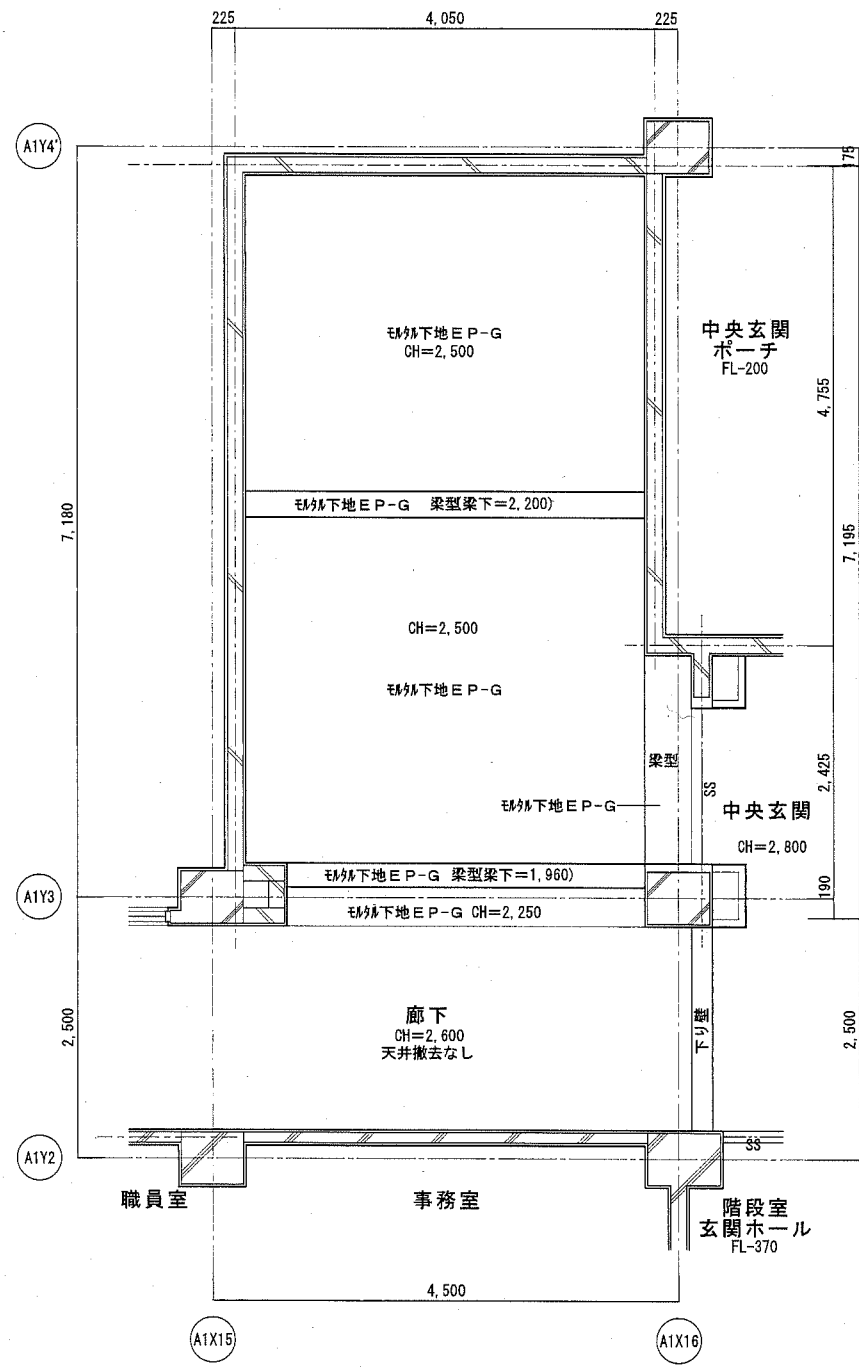 225
4,050
225
A1Y4'
175
モルタル下地EP-G
CH=2,500
中央玄関
ポーチ
FL-200
4,755
7,180
モルタル下地EP-G 梁型梁下=2,200)
7,195
CH=2,500
モルタル下地EP-G
梁型
SS
2,425
モルタル下地EP-G
中央玄関
CH=2,800
モルタル下地EP-G 梁型梁下=1,960)
A1Y3
190
モルタル下地EP-G CH=2,250
廊下
CH=2,600
天井撤去なし
下り壁
2,500
2,500
A1Y2
SS
職員室
事務室
階段室
玄関ホール
FL-370
4,500
A1X15
A1X16